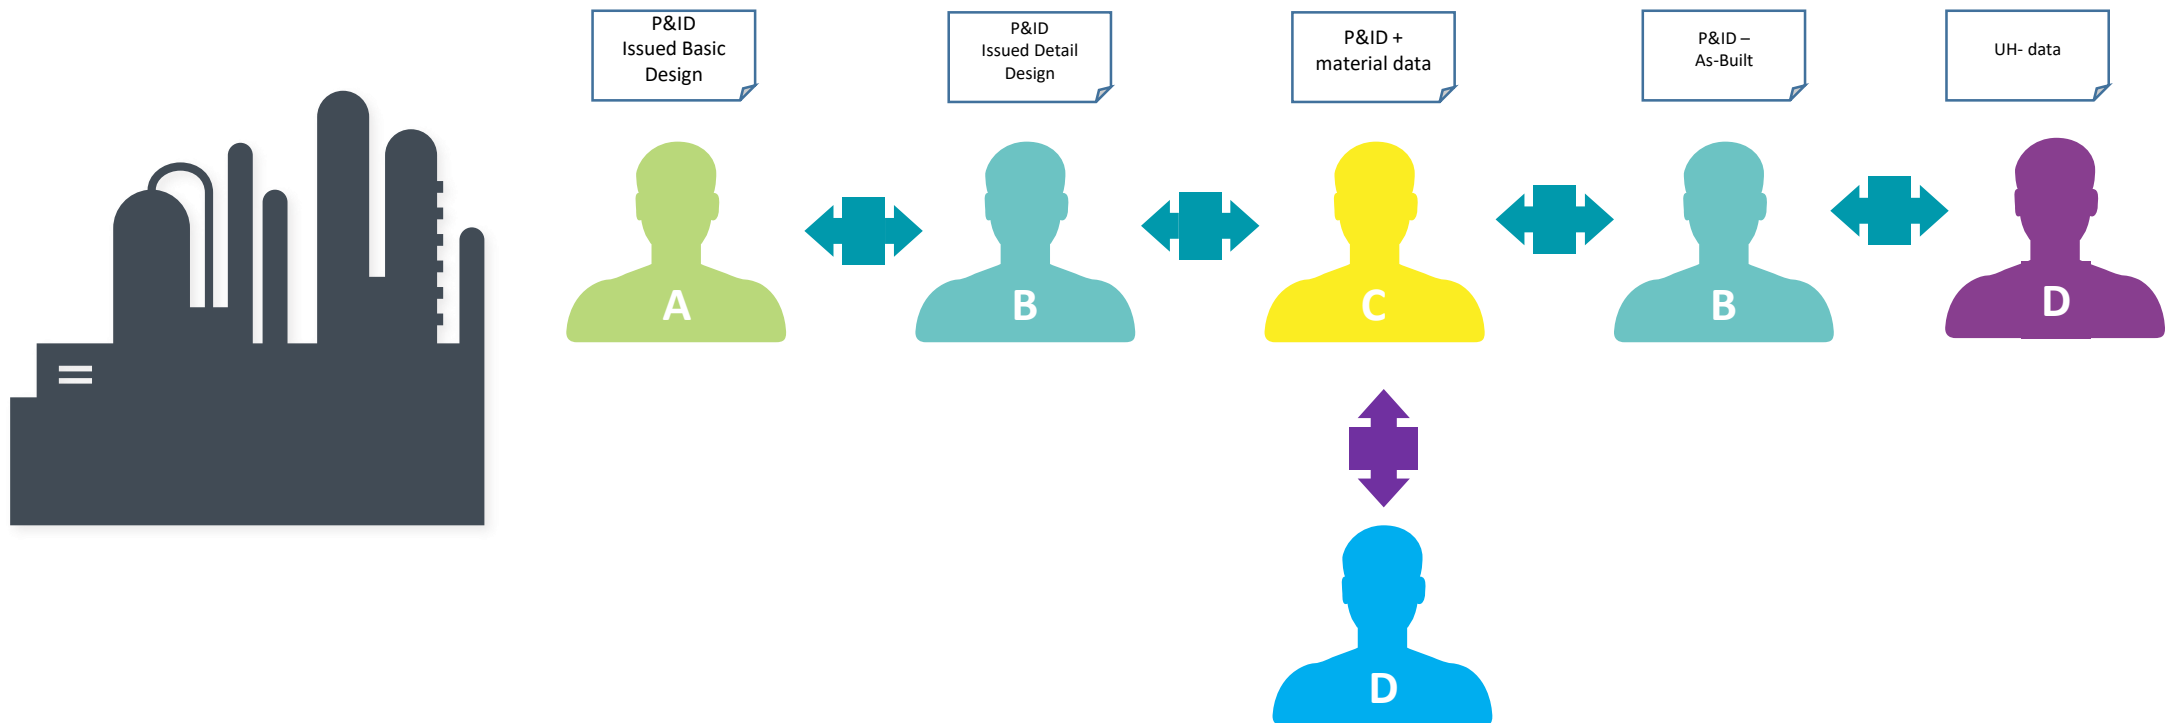 P&ID
Issued Basic
Design
P&ID
Issued Detail
Design
P&ID +
material data
P&ID –
As-Built
UH- data
A
B
C
B
D
D